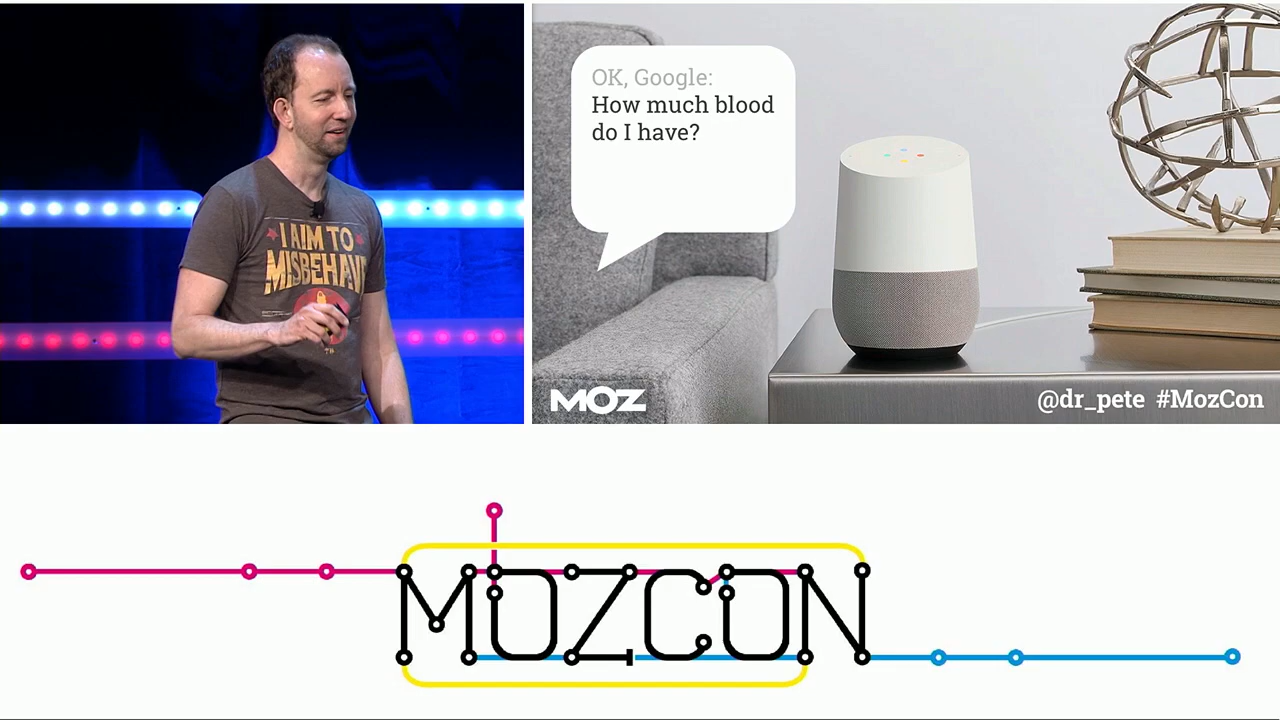 I AIM TO
MISBEHAVE
OK, Google:
How much blood
do I have?
MOZ
@dr_pete #MozCon
MOZCON